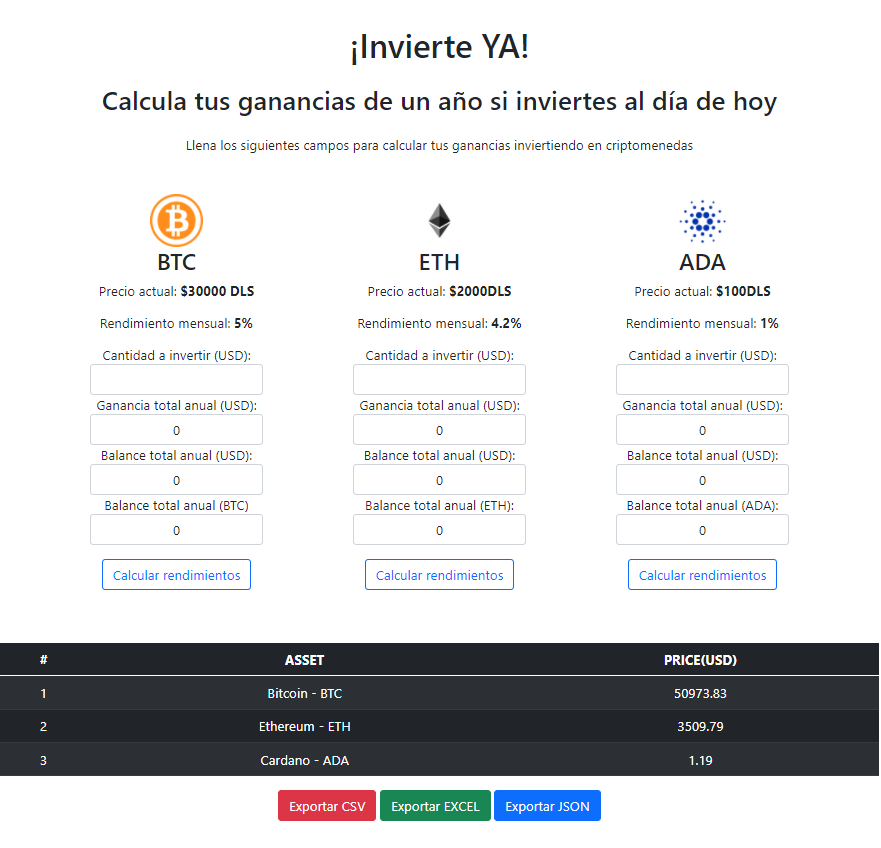 ¡Invierte YA!
Calcula tus ganancias de un año si inviertes al día de hoy
Llena los siguientes campos para calcular tus ganancias inviertiendo en criptomenedas
BTC
Precio actual: $30000 DLS
Rendimiento mensual: 5%
Cantidad a invertir (USD):
Ganancia total anual (USD):
0
Balance total anual (USD):
0
Balance total anual (BTC)
0
Calcular rendimientos
ETH
Precio actual: $2000DLS
Rendimiento mensual: 4.2%
Cantidad a invertir (USD):
Ganancia total anual (USD):
0
Balance total anual (USD):
0
Balance total anual (ETH):
0
Calcular rendimientos
ADA
Precio actual: $100DLS
Rendimiento mensual: 1%
Cantidad a invertir (USD):
Ganancia total anual (USD):
0
Balance total anual (USD):
0
Balance total anual (ADA):
0
Calcular rendimientos
# ASSET PRICE(USD)
1 Bitcoin - BTC 50973.83
2 Ethereum - ETH 3509.79
3 Cardano - ADA 1.19
Exportar CSV Exportar EXCEL Exportar JSON